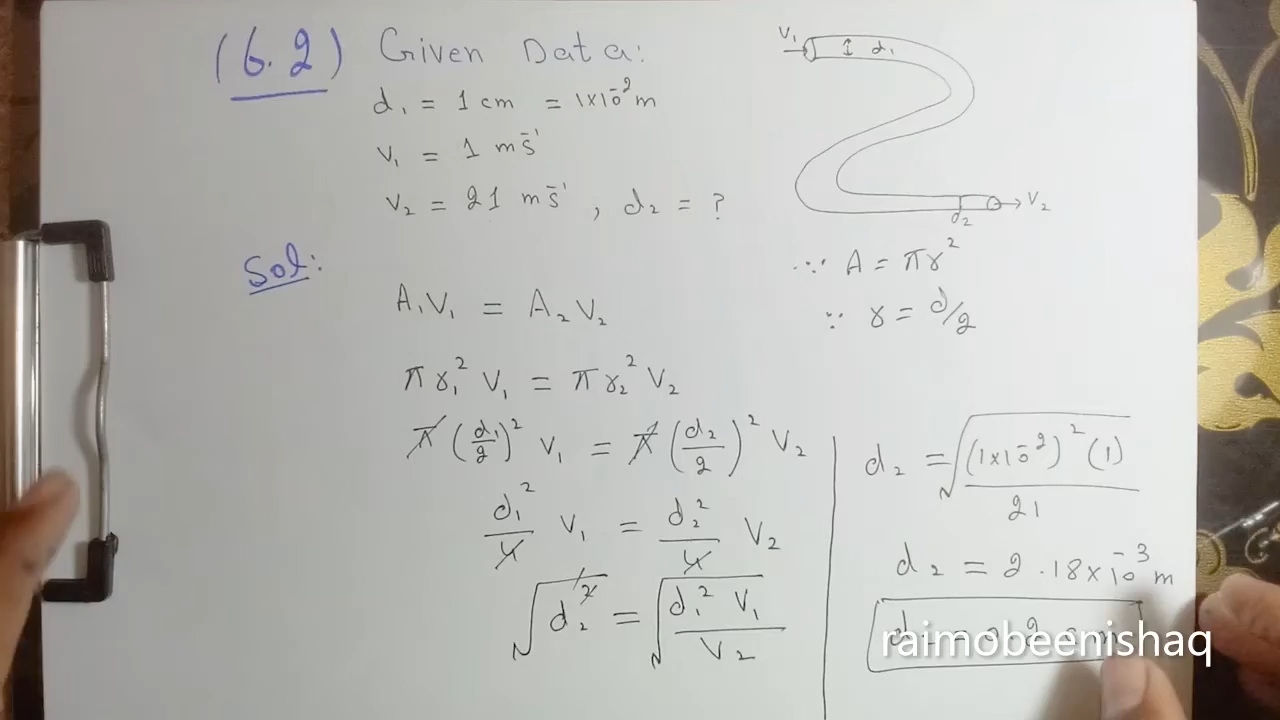 (6.2) Given Data:
d₁ = 1 cm = 1×10⁻² m
V₁ = 1 ms⁻¹
V₂ = 21 ms⁻¹ , d₂ = ?
V₁ d₁
d₂ V₂
Sol:
A₁V₁ = A₂V₂
πr₁² V₁ = πr₂² V₂
π(d₁/2)² V₁ = π(d₂/2)² V₂
d₁²/4 V₁ = d₂²/4 V₂
√d₂² = √(d₁² V₁/V₂)
∵ A = πr²
∵ r = d/2
d₂ = √((1×10⁻²)² (1)/21)
d₂ = 2.18×10⁻³ m
raimobeenishaq